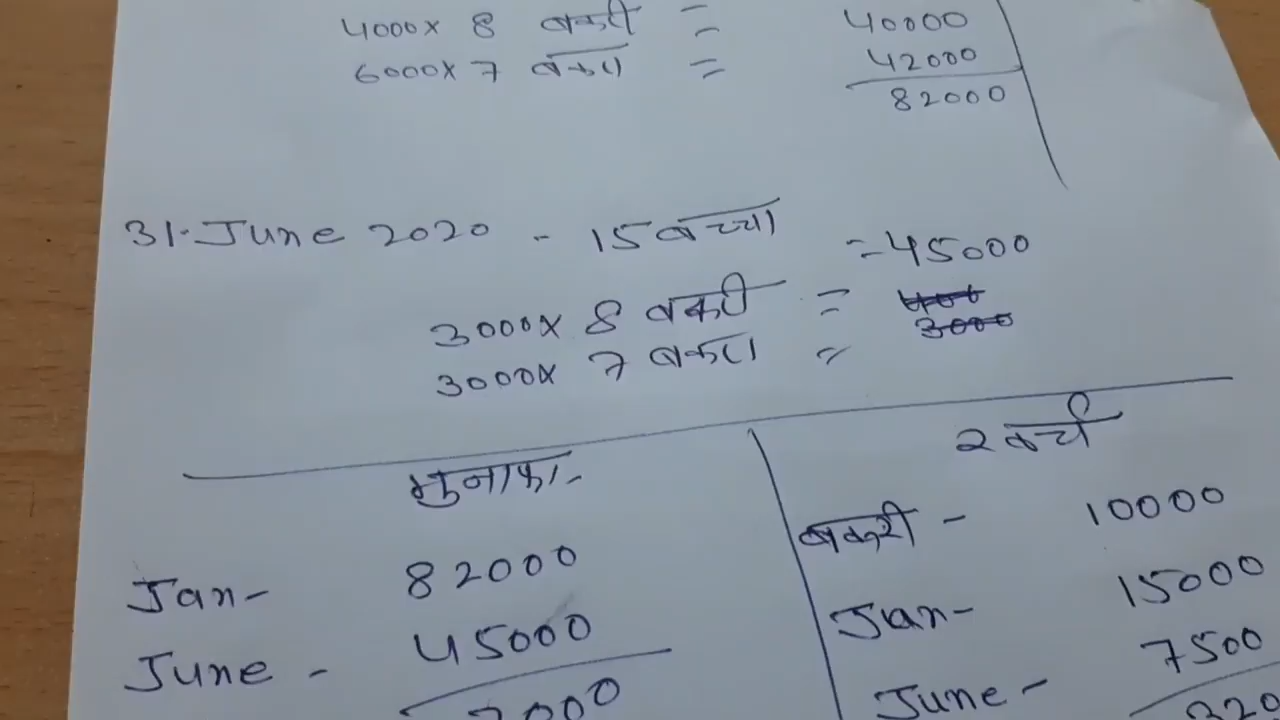 4000x 8 बकरी = 40000
6000x 7 बकरा = 42000
82000
31. June 2020 - 15 बच्चा
= 45000
3000x 8 बकरी =
3000x 7 बकरा =
मुनाफा -
Jan - 82000
June - 45000
2 खर्च
बकरी - 10000
Jan - 15000
June - 7500